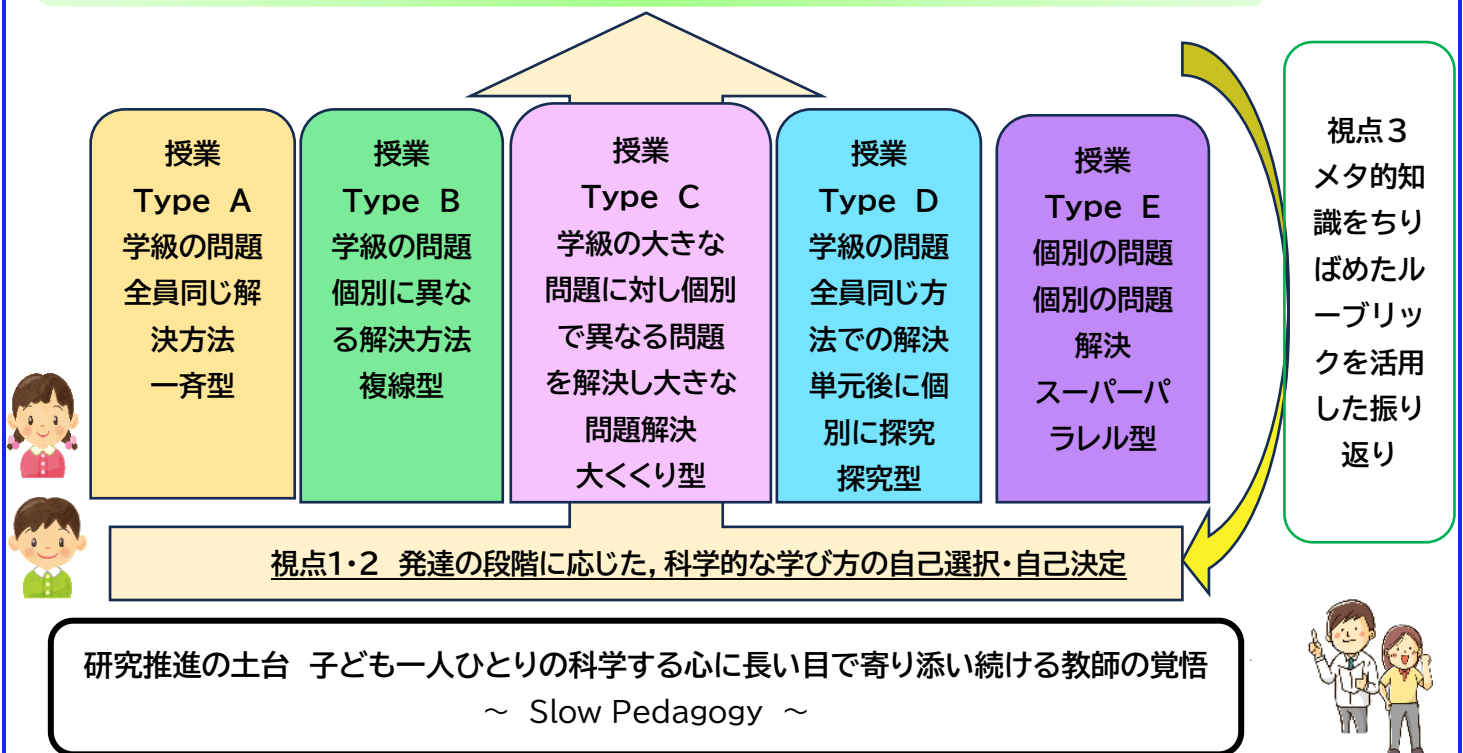 授業
Type A
学級の問題
全員同じ解
決方法
一斉型
授業
Type B
学級の問題
個別に異な
る解決方法
複線型
授業
Type C
学級の大きな
問題に対し個別
で異なる問題
を解決し大きな
問題解決
大くくり型
授業
Type D
学級の問題
全員同じ方
法での解決
単元後に個
別に探究
探究型
授業
Type E
個別の問題
個別の問題
解決
スーパーパ
ラレル型
視点3
メタ的知
識をちり
ばめたル
ーブリッ
クを活用
した振り
返り
視点1・2 発達の段階に応じた,科学的な学び方の自己選択・自己決定
研究推進の土台 子ども一人ひとりの科学する心に長い目で寄り添い続ける教師の覚悟
～ Slow Pedagogy ～